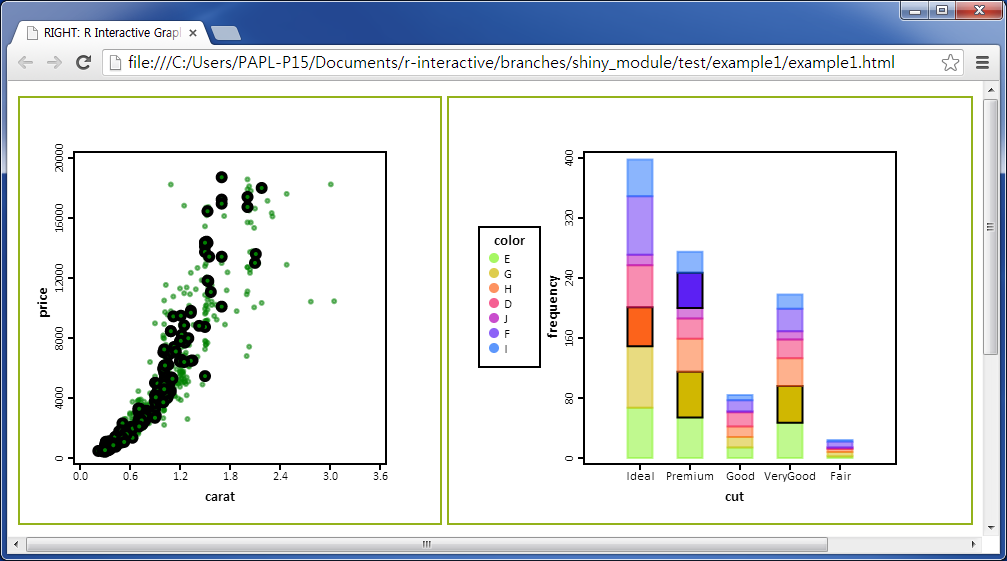 RIGHT: R Interactive Grap
file:///C:/Users/PAPL-P15/Documents/r-interactive/branches/shiny_module/test/example1/example1.html
price
20000
16000
12000
8000
4000
0
0.0 0.6 1.2 1.8 2.4 3.0 3.6
carat
color
E
G
H
D
J
F
I
frequency
400
320
240
160
80
0
Ideal Premium Good VeryGood Fair
cut